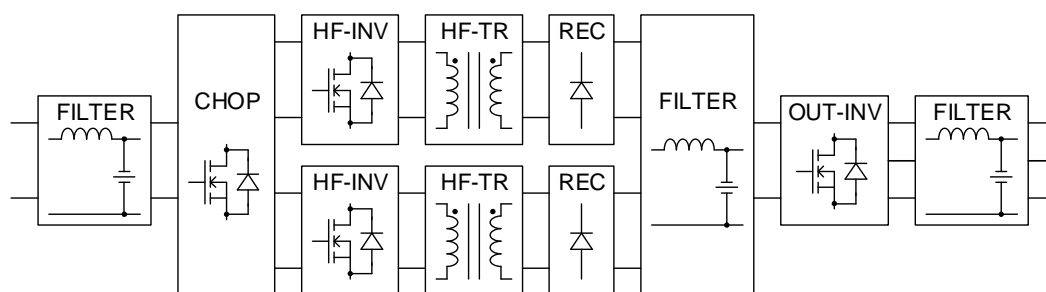 FILTER
CHOP
HF-INV
HF-TR
REC
HF-INV
HF-TR
REC
FILTER
OUT-INV
FILTER